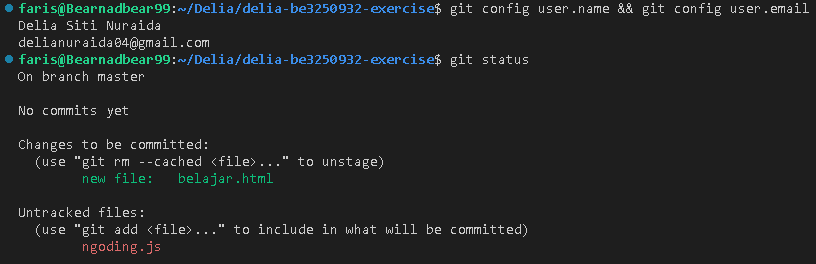 faris@Bearnadbear99:~/Delia/delia-be3250932-exercise$ git config user.name && git config user.email
Delia Siti Nuraida
delianuraida04@gmail.com
faris@Bearnadbear99:~/Delia/delia-be3250932-exercise$ git status
On branch master
No commits yet
Changes to be committed:
(use "git rm --cached <file>..." to unstage)
new file: belajar.html
Untracked files:
(use "git add <file>..." to include in what will be committed)
ngoding.js